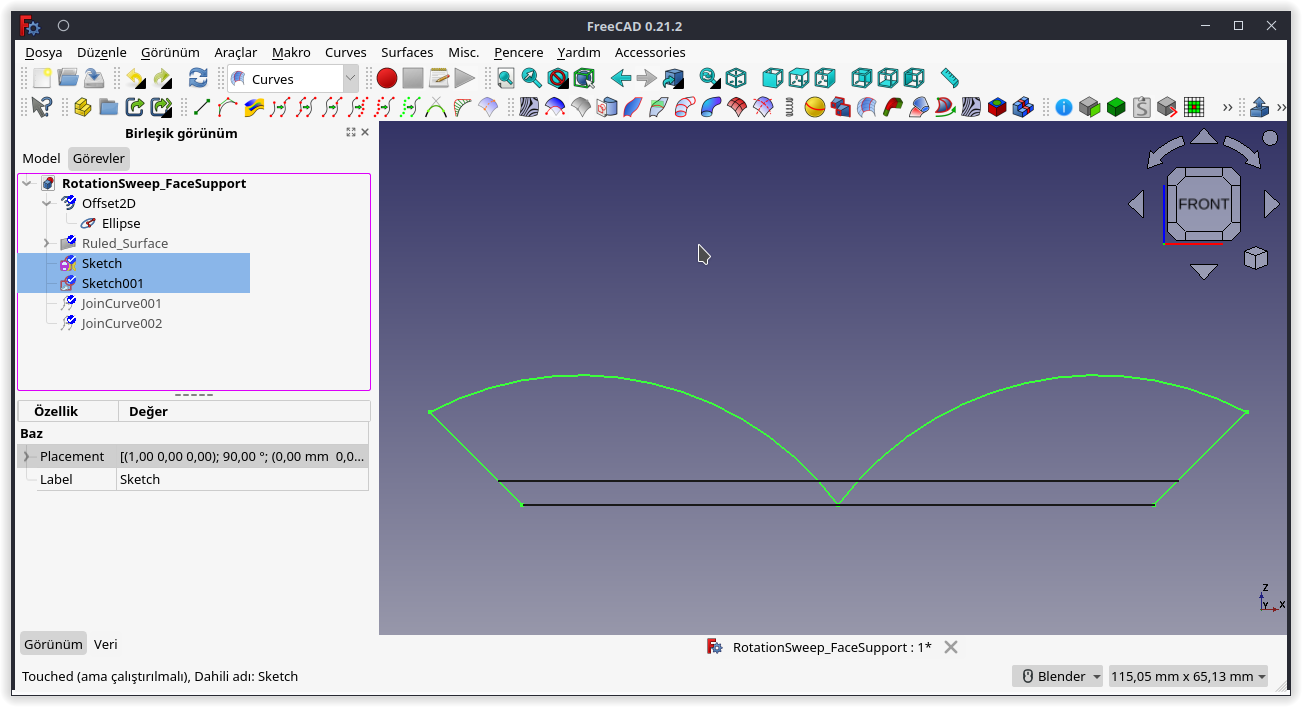 FreeCAD 0.21.2
Dosya Düzenle Görünüm Araçlar Makro Curves Surfaces Misc. Pencere Yardım Accessories
Curves
Birleşik görünüm
Model Görevler
RotationSweep_FaceSupport
Offset2D
Ellipse
Ruled_Surface
Sketch
Sketch001
JoinCurve001
JoinCurve002
Özellik Değer
Baz
Placement [(1,00 0,00 0,00); 90,00 °; (0,00 mm 0,0...
Label Sketch
Görünüm Veri
FRONT
Z
Y X
RotationSweep_FaceSupport : 1*
Touched (ama çalıştırılmalı), Dahili adı: Sketch
Blender 115,05 mm x 65,13 mm